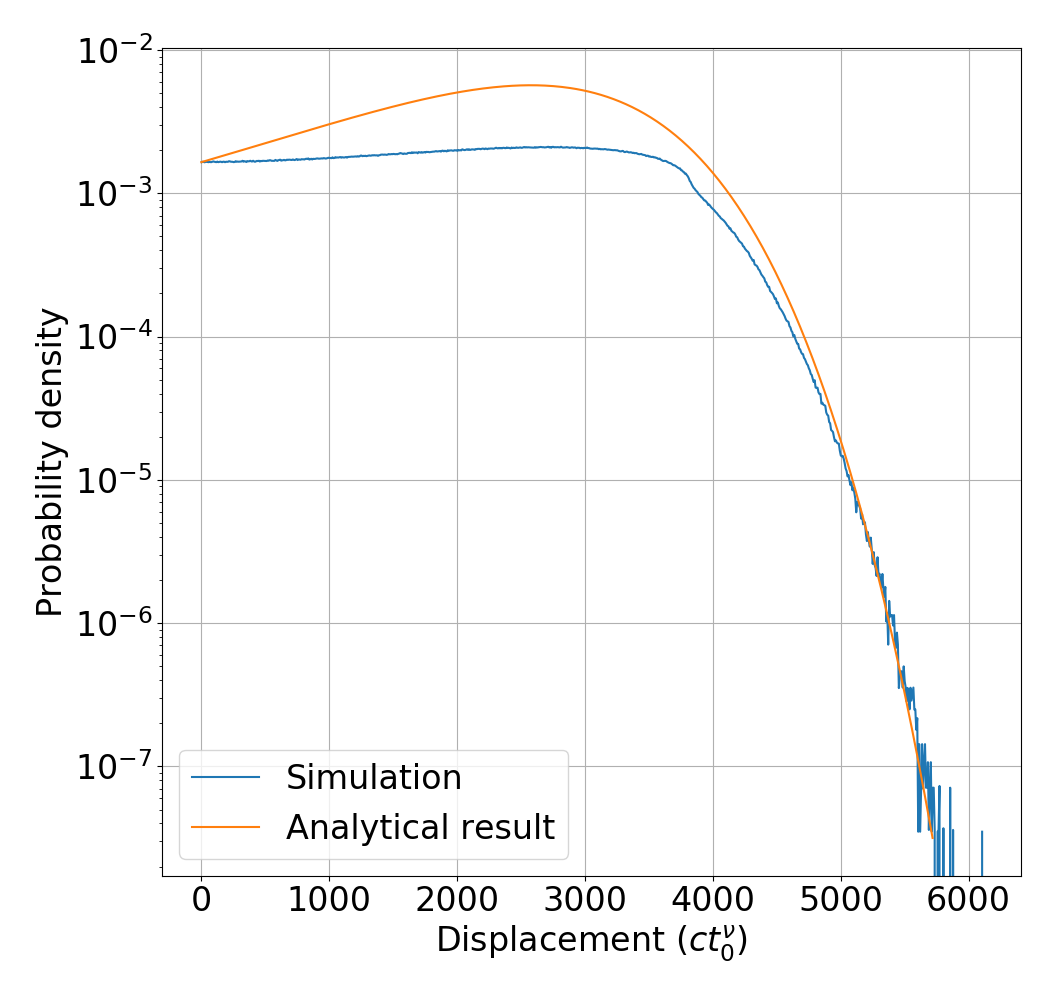 10⁻²
10⁻³
10⁻⁴
10⁻⁵
10⁻⁶
10⁻⁷
Probability density
Simulation
Analytical result
0 1000 2000 3000 4000 5000 6000
Displacement ($ct_0^\nu$)